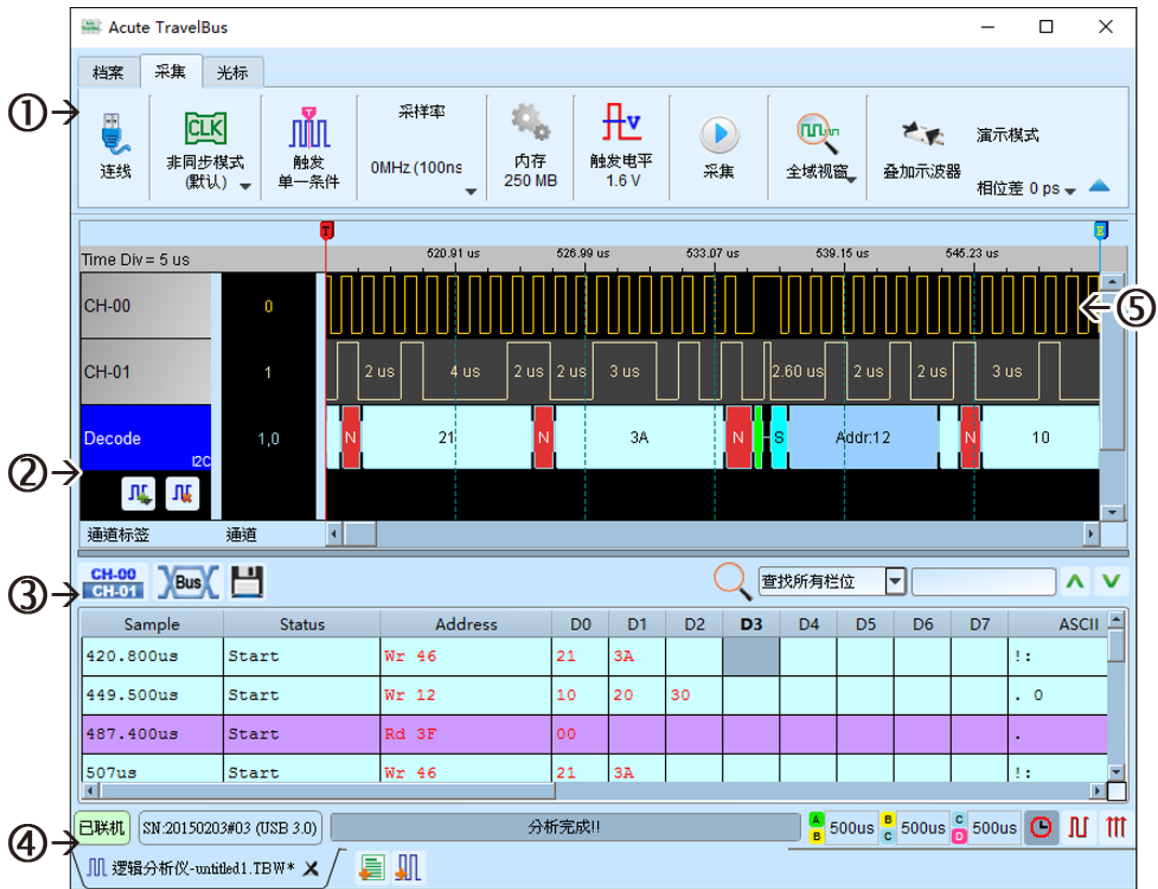 Acute TravelBus
档案 采集 光标
①
连线
CLK
非同步模式
(默认)
T
触发
单一条件
采样率
0MHz (100ns
内存
250 MB
V
触发电平
1.6 V
采集
全域视窗
叠加示波器
演示模式
相位差 0 ps
T E
Time Div = 5 us 520.91 us 526.99 us 533.07 us 539.15 us 545.23 us
CH-00 0
⑤
CH-01 1 2 us 4 us 2 us 2 us 3 us 2.60 us 2 us 2 us 3 us
Decode 1,0 N 21 N 3A N S Addr:12 N 10
I2C
②
通道标签 通道
③
CH-00
CH-01
Bus
查找所有栏位
Sample Status Address D0 D1 D2 D3 D4 D5 D6 D7 ASCII
420.800us Start Wr 46 21 3A !:
449.500us Start Wr 12 10 20 30 . 0
487.400us Start Rd 3F 00 .
507us Start Wr 46 21 3A !:
④
已联机 SN:20150203#03 (USB 3.0) 分析完成!! A B 500us B C 500us C D 500us
逻辑分析仪-untitled1.TBW* X